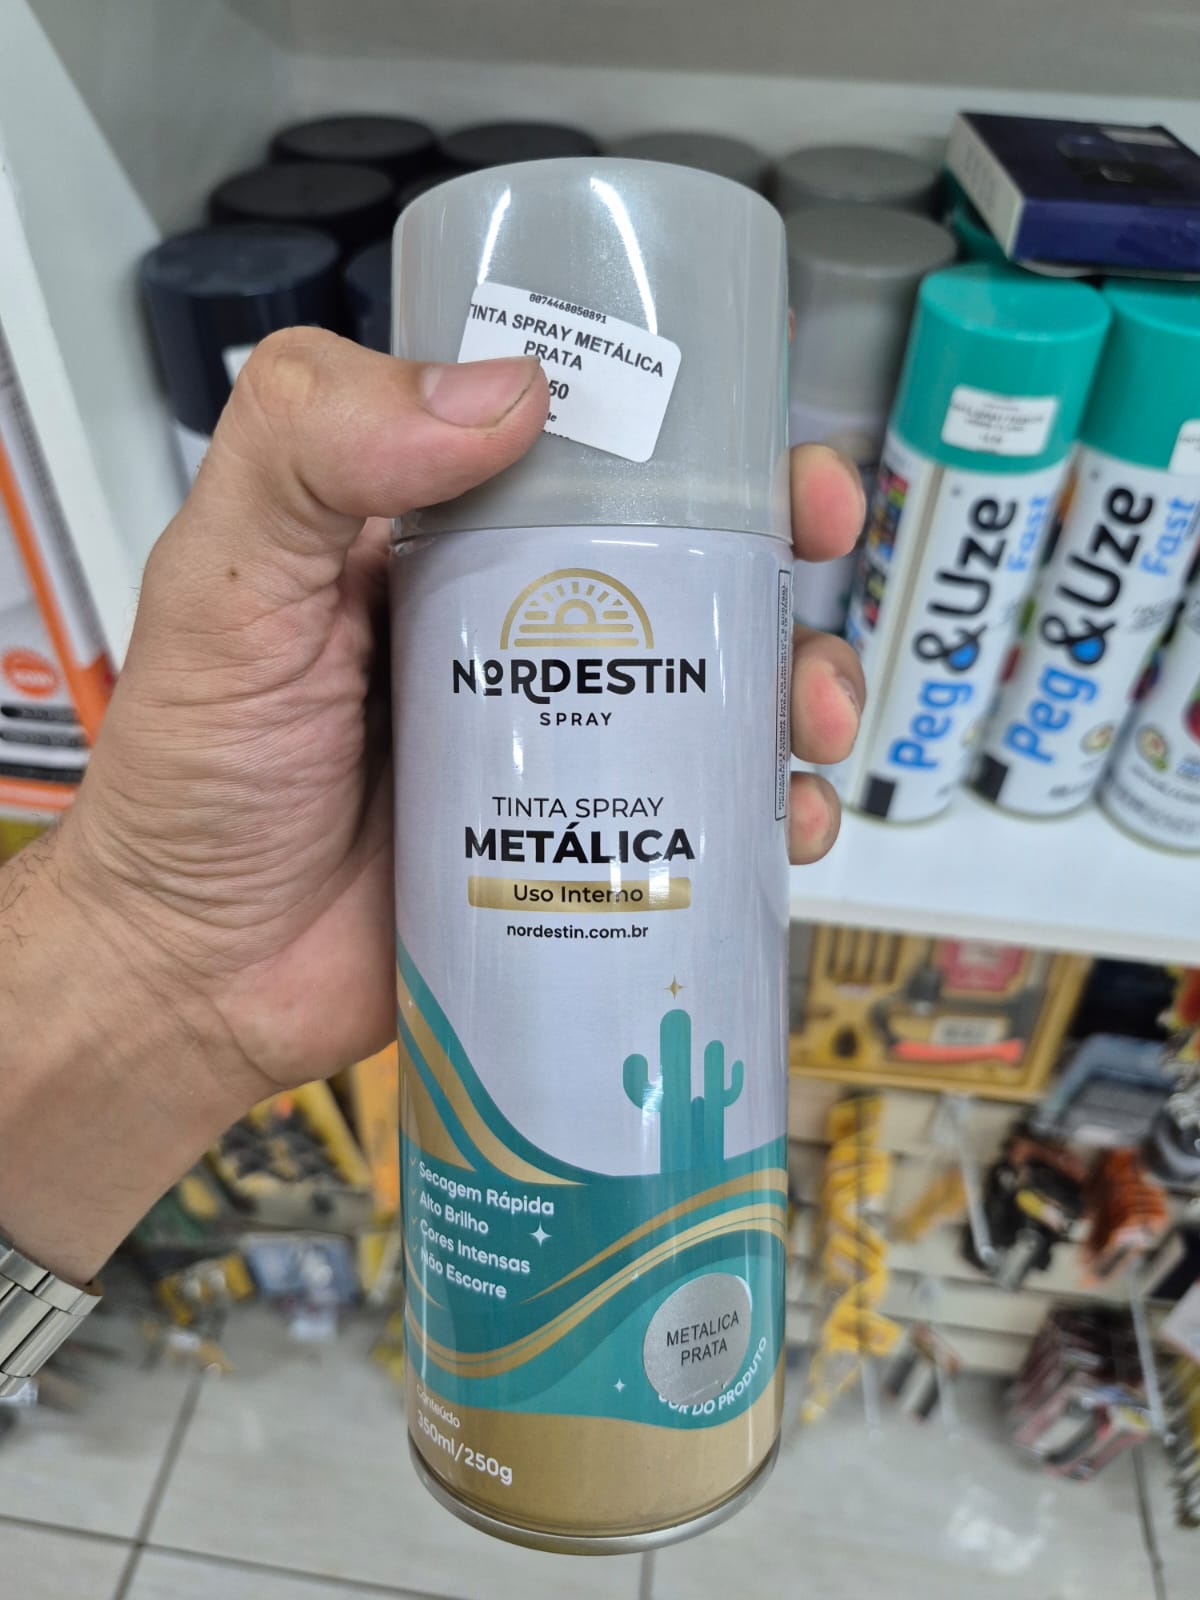 0074468050891
TINTA SPRAY METÁLICA
PRATA
50
NORDESTiN
SPRAY
TINTA SPRAY
METÁLICA
Uso Interno
nordestin.com.br
Secagem Rápida
Alto Brilho
Cores Intensas
Não Escorre
METALICA
PRATA
COR DO PRODUTO
Conteúdo
350ml/250g
Peg&Uze
Fast
Peg&Uze
Fast